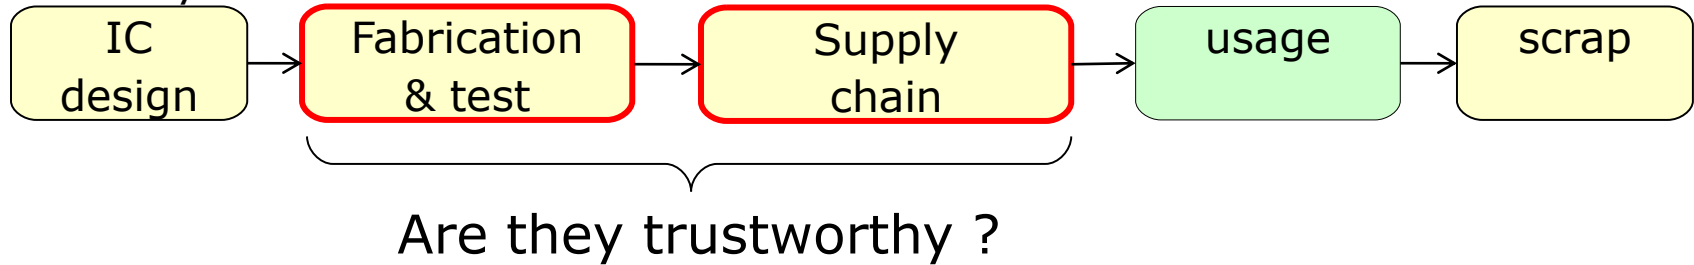 IC
design
Fabrication
& test
Supply
chain
usage
scrap
Are they trustworthy ?